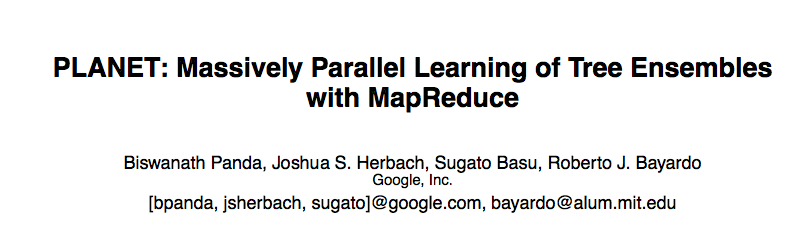 PLANET: Massively Parallel Learning of Tree Ensembles
with MapReduce
Biswanath Panda, Joshua S. Herbach, Sugato Basu, Roberto J. Bayardo
Google, Inc.
[bpanda, jsherbach, sugato]@google.com, bayardo@alum.mit.edu